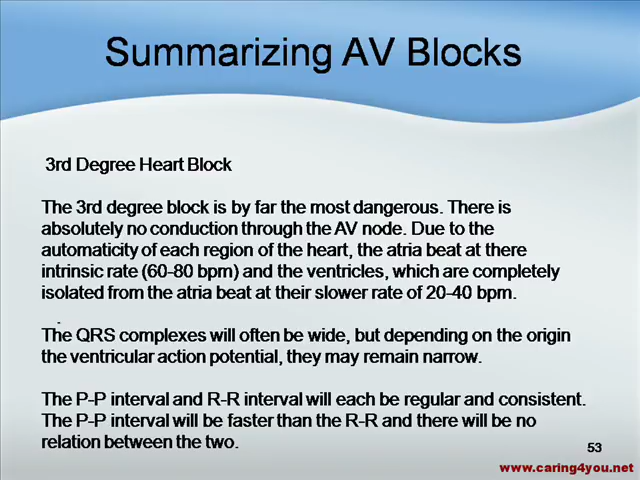 Summarizing AV Blocks
3rd Degree Heart Block
The 3rd degree block is by far the most dangerous. There is
absolutely no conduction through the AV node. Due to the
automaticity of each region of the heart, the atria beat at there
intrinsic rate (60-80 bpm) and the ventricles, which are completely
isolated from the atria beat at their slower rate of 20-40 bpm.
.
The QRS complexes will often be wide, but depending on the origin
the ventricular action potential, they may remain narrow.
The P-P interval and R-R interval will each be regular and consistent.
The P-P interval will be faster than the R-R and there will be no
relation between the two.
53
www.caring4you.net